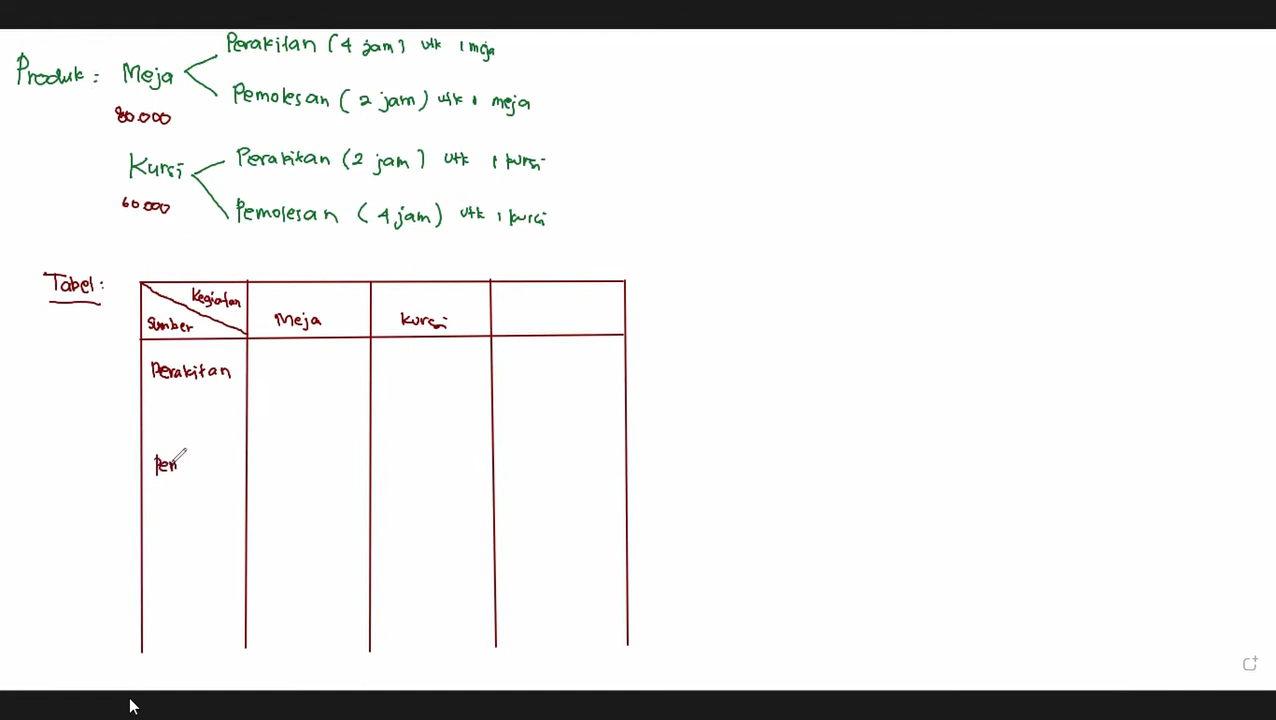 Perakitan (4 jam) utk 1 meja
Produk: Meja
Pemolesan (2 jam) utk 1 meja
80.000
Kursi
Perakitan (2 jam) utk 1 kursi
60.000
Pemolesan (4 jam) utk 1 kursi
Tabel:
Kegiatan
Sumber
Meja
Kursi
Perakitan
Pem